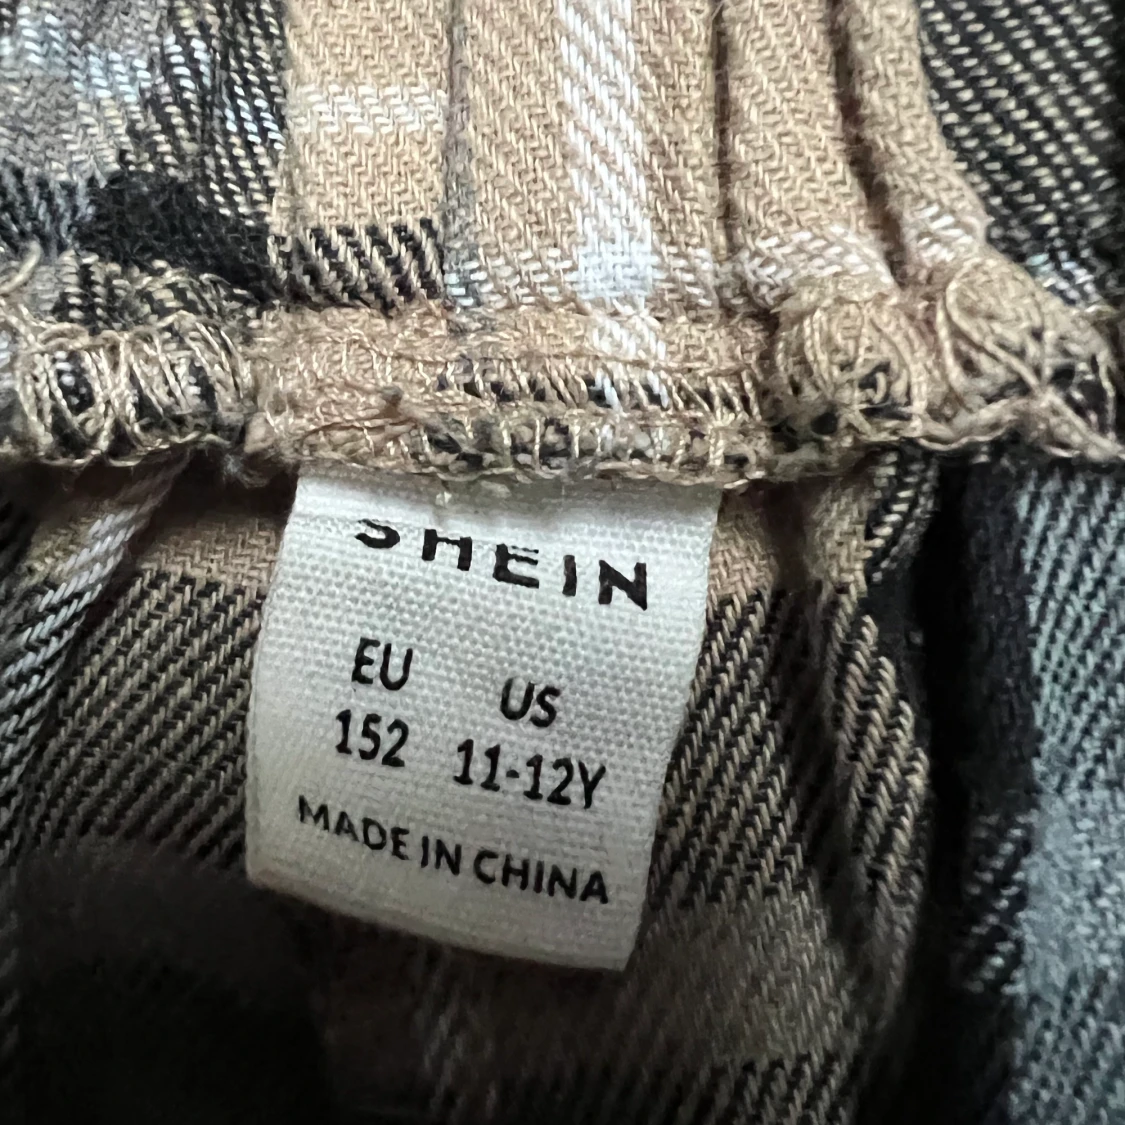 SHEIN
EU US
152 11-12Y
MADE IN CHINA